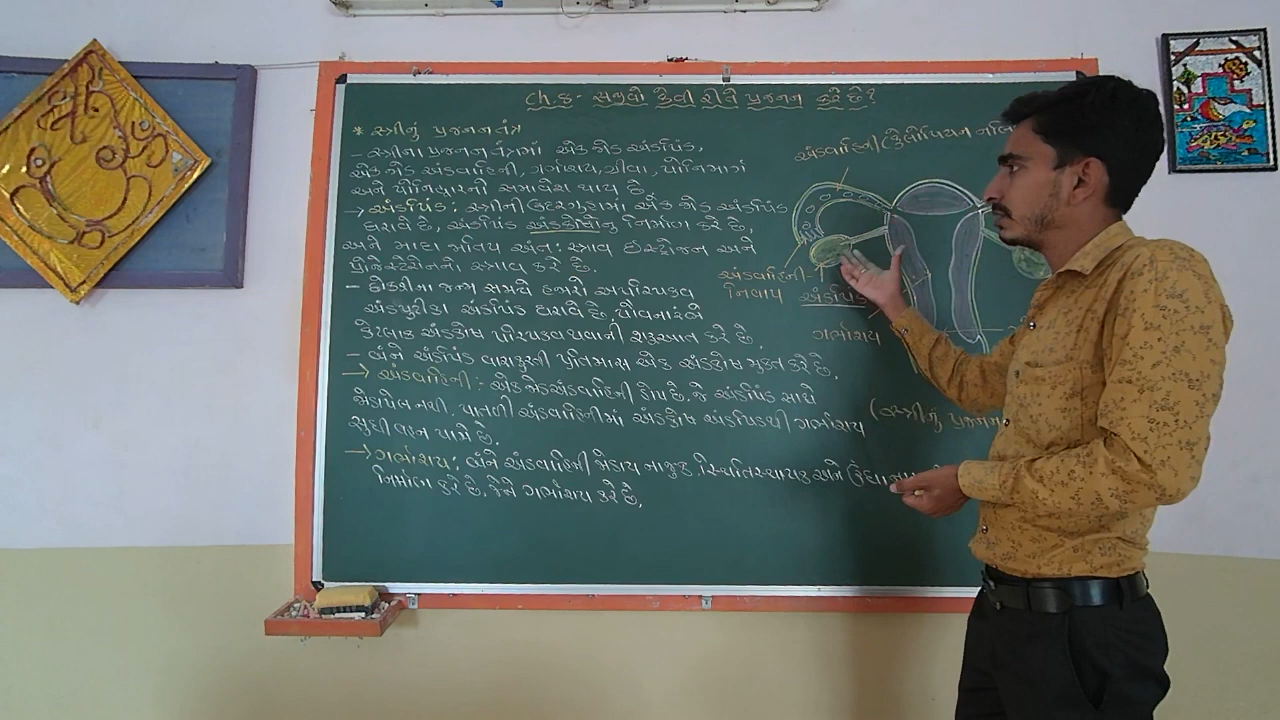 Ch.8- સજીવો કેવી રીતે પ્રજનન કરે છે?
* સ્ત્રીનું પ્રજનનતંત્ર
- સ્ત્રીના પ્રજનનતંત્રમાં એક જોડ અંડપિંડ,
એક જોડ અંડવાહિની, ગર્ભાશય, ગ્રીવા, યોનિમાર્ગ
અને યોનિદ્વારનો સમાવેશ થાય છે
→ અંડપિંડ: સ્ત્રીની ઉદરગુહામાં એક જોડ અંડપિંડ
ધરાવે છે, અંડપિંડ અંડકોષોનું નિર્માણ કરે છે,
અને માદા જાતિય અંત: સ્ત્રાવ ઇસ્ટ્રોજન અને
પ્રોજેસ્ટેરોનનો સ્ત્રાવ કરે છે.
- છોકરીના જન્મ સમયે હજારો અપરિપક્વ
અંડપુટીકા અંડપિંડ ધરાવે છે, યૌવનારંભે
કેટલાક અંડકોષ પરિપક્વ થવાની શરૂઆત કરે છે.
- બંને અંડપિંડ વારાફરતી પ્રતિમાસ એક અંડકોષ મુક્ત કરે છે.
→ અંડવાહિની:- એક જોડ અંડવાહિની હોય છે, જે અંડપિંડ સાથે
જોડાયેલ નથી. પાતળી અંડવાહિનીમાં અંડકોષ અંડપિંડથી ગર્ભાશય
સુધી વહન પામે છે.
→ ગર્ભાશય: બંને અંડવાહિની જોડાય નાજુક, સ્થિતિસ્થાપક અને
નિર્માણ કરે છે, જેને ગર્ભાશય કહે છે,
અંડવાહિની (ફેલોપિયન
અંડવાહિની-
નિવાપ અંડપિંડ
ગર્ભાશય
પ્રજનન